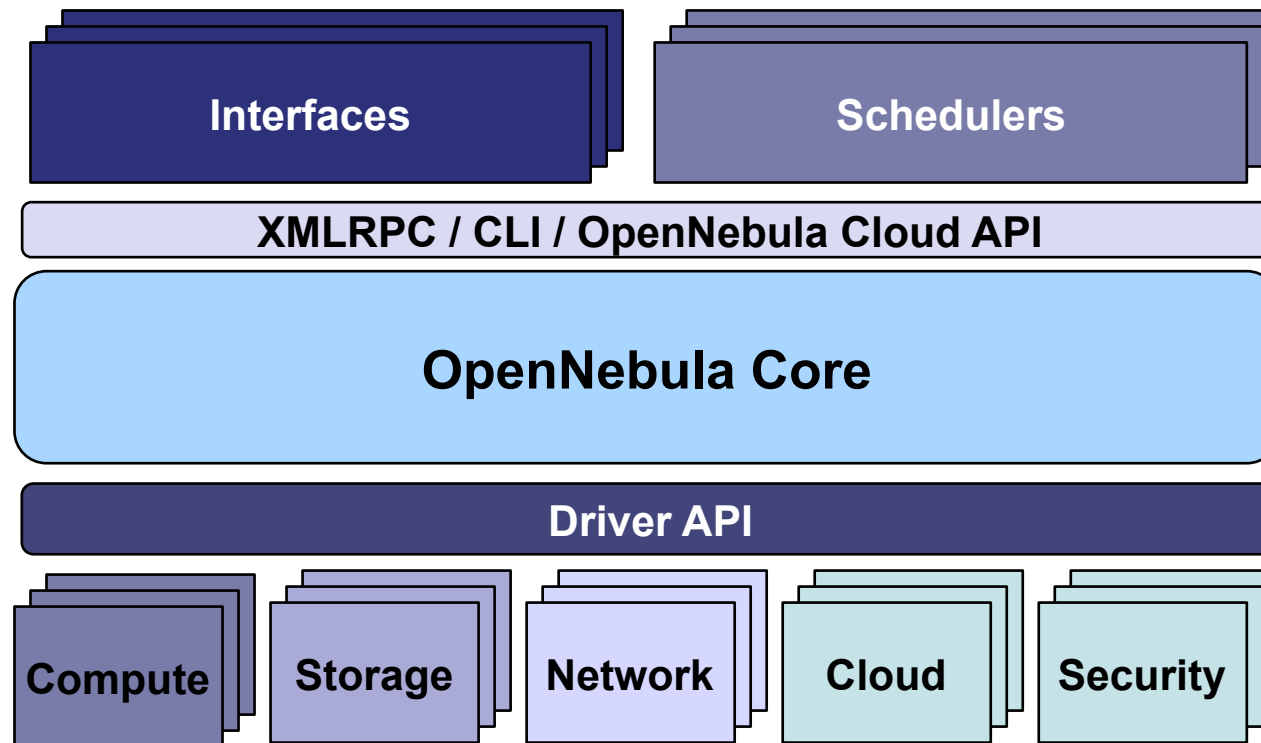 Interfaces
Schedulers
XMLRPC / CLI / OpenNebula Cloud API
OpenNebula Core
Driver API
Compute
Storage
Network
Cloud
Security